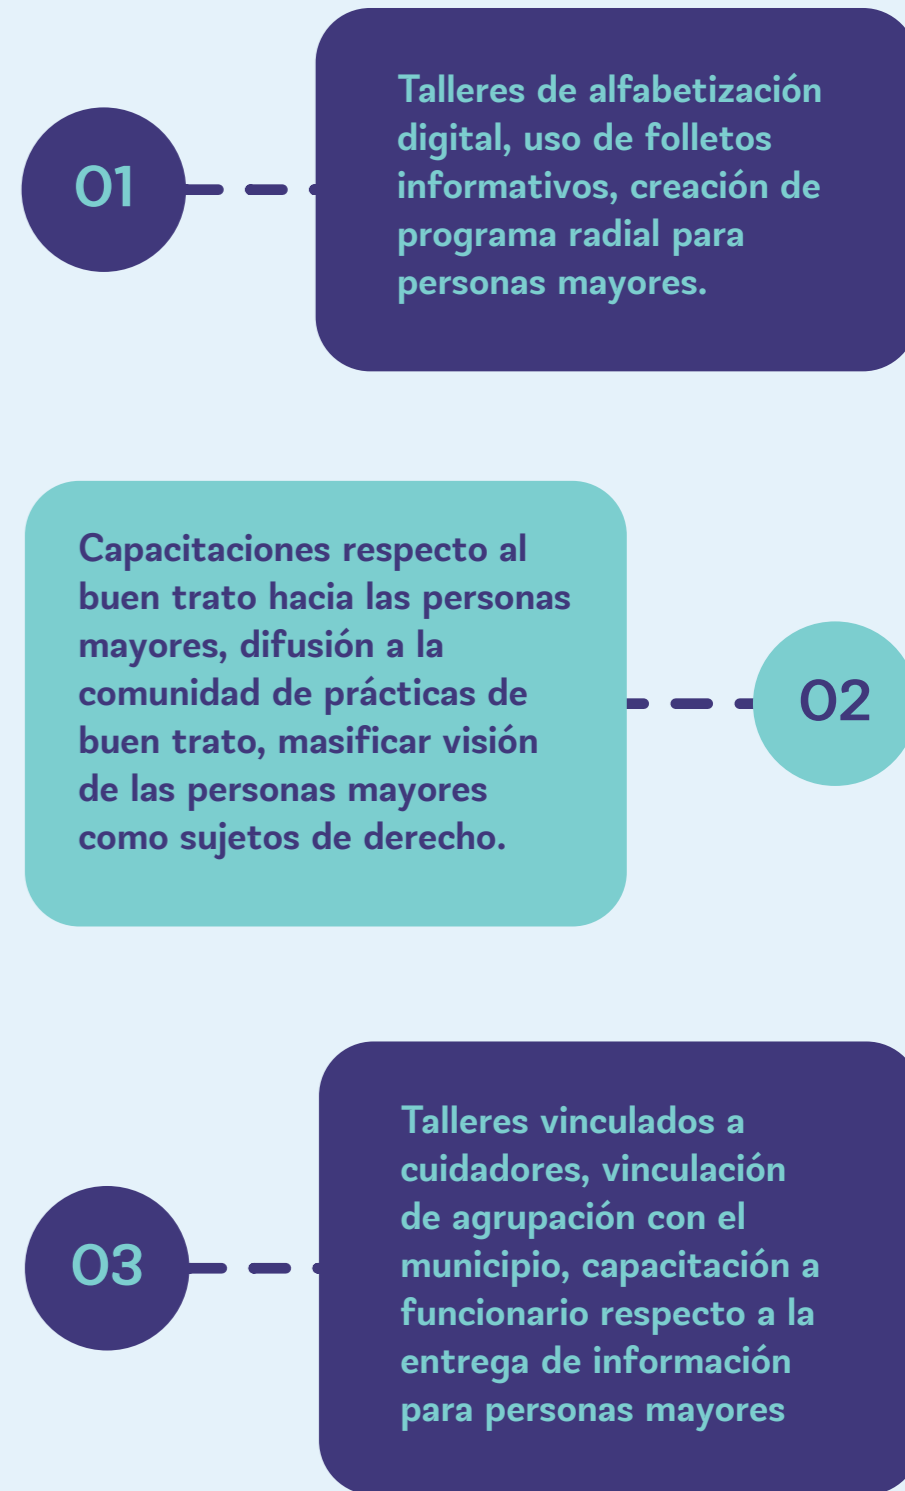 01
Talleres de alfabetización
digital, uso de folletos
informativos, creación de
programa radial para
personas mayores.
Capacitaciones respecto al
buen trato hacia las personas
mayores, difusión a la
comunidad de prácticas de
buen trato, masificar visión
de las personas mayores
como sujetos de derecho.
02
03
Talleres vinculados a
cuidadores, vinculación
de agrupación con el
municipio, capacitación a
funcionario respecto a la
entrega de información
para personas mayores